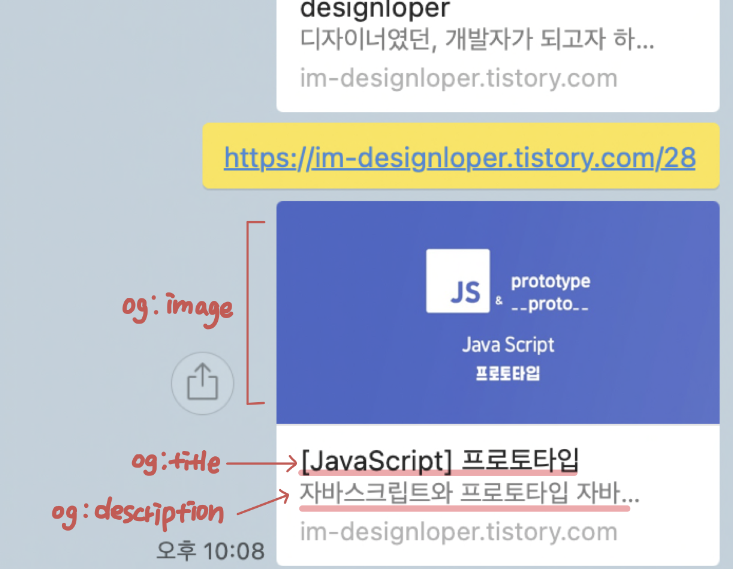 designloper
디자이너였던, 개발자가 되고자 하...
im-designloper.tistory.com
https://im-designloper.tistory.com/28
og:image
JS & prototype
__proto__
Java Script
프로토타입
og:title
[JavaScript] 프로토타입
og:description
자바스크립트와 프로토타입 자바...
im-designloper.tistory.com
오후 10:08